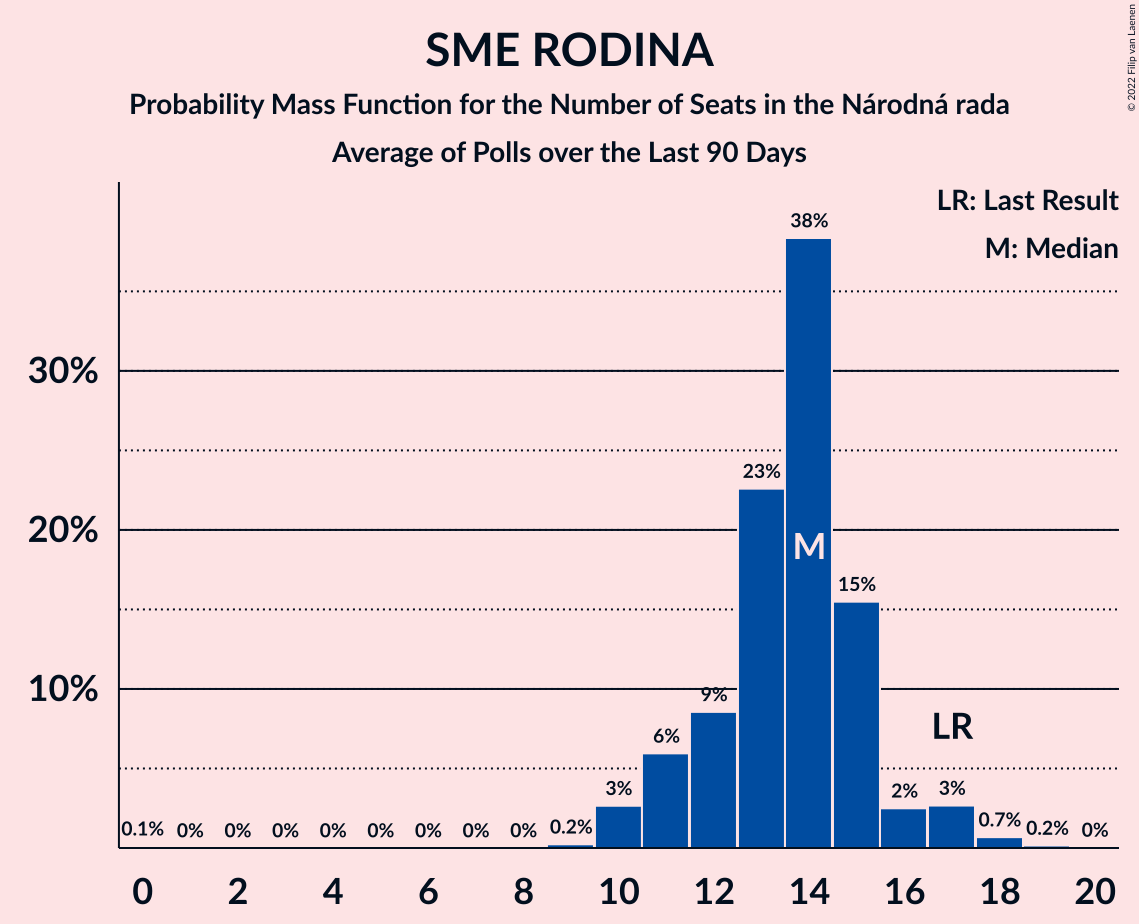 SME RODINA
Probability Mass Function for the Number of Seats in the Národná rada
Average of Polls over the Last 90 Days
© 2022 Filip van Laenen
LR: Last Result
M: Median
38%
30%
23%
20%
M
15%
10%
9%
6%
LR
3%
2%
3%
0.1%
0%
0%
0%
0%
0%
0%
0%
0%
0.2%
0.7%
0.2%
0%
0 2 4 6 8 10 12 14 16 18 20